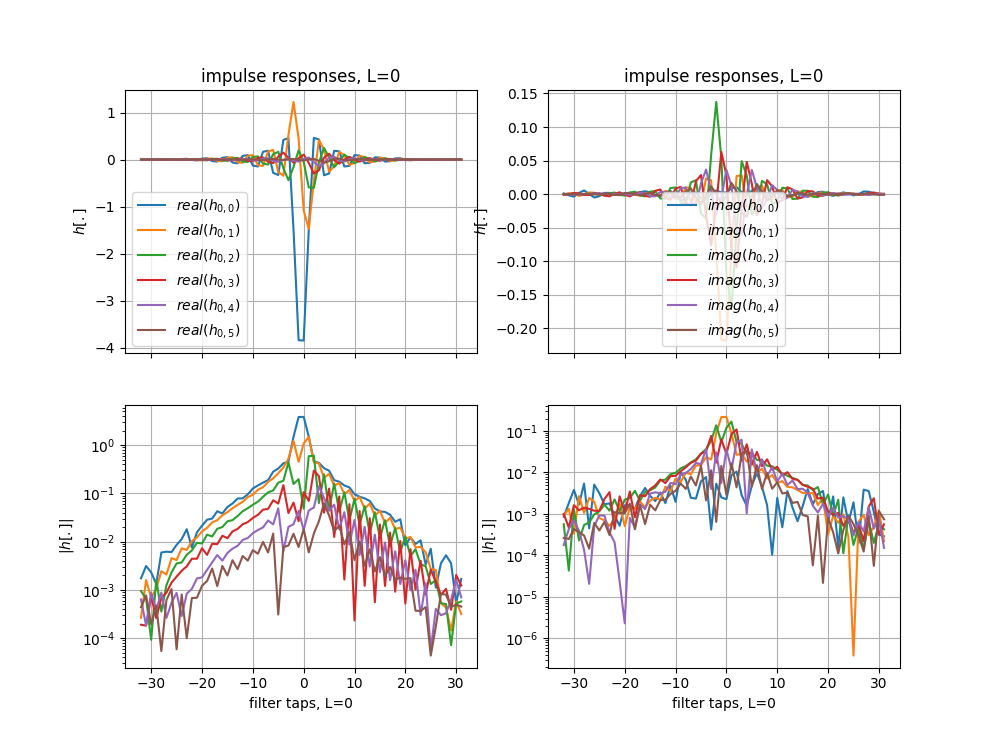 impulse responses, L=0
1
0
−1
−2
−3
−4
h[.]
real(h0,0)
real(h0,1)
real(h0,2)
real(h0,3)
real(h0,4)
real(h0,5)
impulse responses, L=0
0.15
0.10
0.05
0.00
−0.05
−0.10
−0.15
−0.20
h[.]
imag(h0,0)
imag(h0,1)
imag(h0,2)
imag(h0,3)
imag(h0,4)
imag(h0,5)
10^0
10^−1
10^−2
10^−3
10^−4
|h[.]|
−30 −20 −10 0 10 20 30
filter taps, L=0
10^−1
10^−2
10^−3
10^−4
10^−5
10^−6
|h[.]|
−30 −20 −10 0 10 20 30
filter taps, L=0